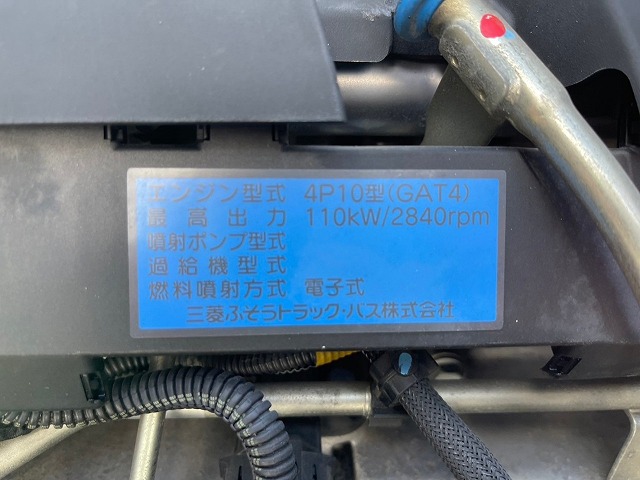 エンジン型式 4P10型(GAT4)
最高出力 110kW/2840rpm
噴射ポンプ型式
過給機型式
燃料噴射方式 電子式
三菱ふそうトラック・バス株式会社